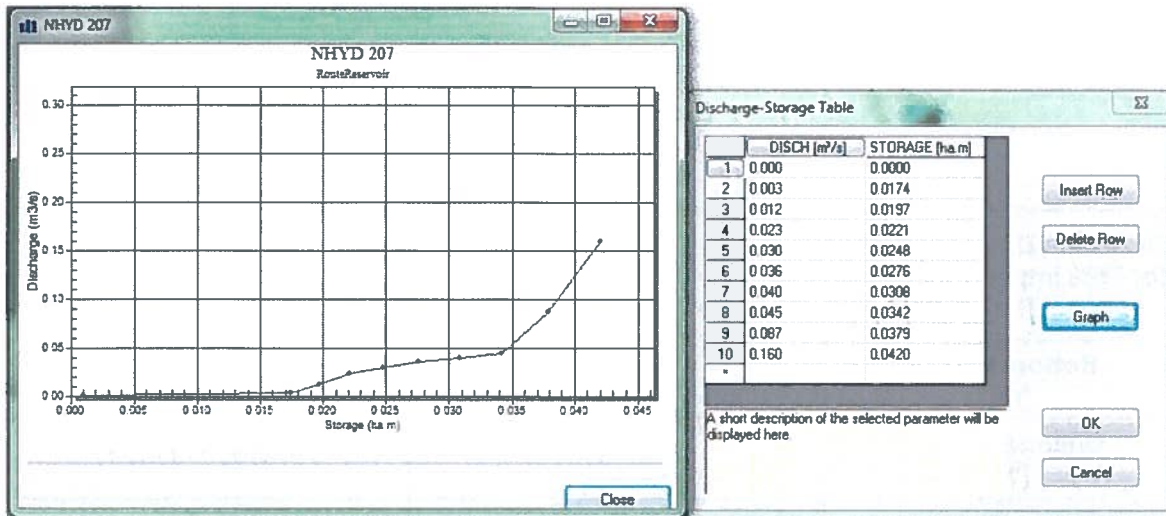 NHYD 207
NHYD 207
RouteReservoir
Discharge (m3/s)
0.30
0.25
0.20
0.15
0.10
0.05
0.00
0.000 0.005 0.010 0.015 0.020 0.025 0.030 0.035 0.040 0.045
Storage (ha.m)
Close
Discharge-Storage Table
DISCH [m³/s] STORAGE [ha.m]
1 0.000 0.0000
2 0.003 0.0174
3 0.012 0.0197
4 0.023 0.0221
5 0.030 0.0248
6 0.036 0.0276
7 0.040 0.0308
8 0.045 0.0342
9 0.087 0.0379
10 0.160 0.0420
*
Insert Row
Delete Row
Graph
A short description of the selected parameter will be
displayed here.
OK
Cancel